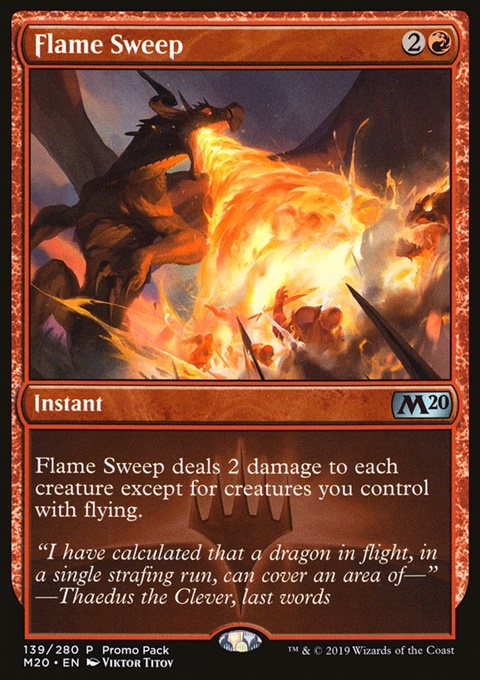 Flame Sweep 2
Instant M20
Flame Sweep deals 2 damage to each
creature except for creatures you control
with flying.
“I have calculated that a dragon in flight, in
a single strafing run, can cover an area of—”
—Thaedus the Clever, last words
139/280 P Promo Pack ™ & © 2019 Wizards of the Coast
M20 • EN Viktor Titov